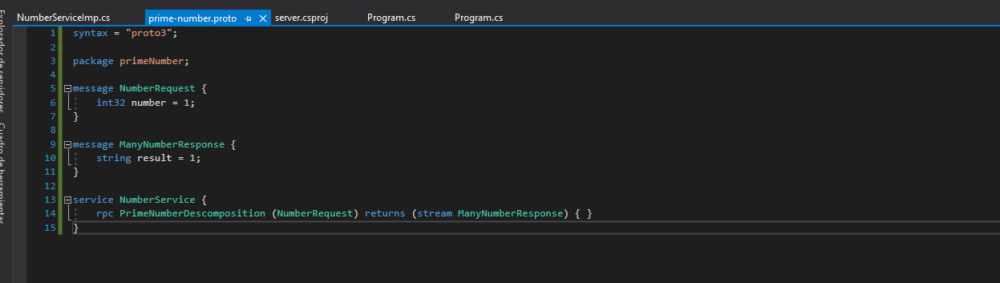 NumberServiceImp.cs prime-number.proto server.csproj Program.cs Program.cs
Explorador de servidores
Cuadro de herramientas
1 syntax = "proto3";
2
3 package primeNumber;
4
5 message NumberRequest {
6 int32 number = 1;
7 }
8
9 message ManyNumberResponse {
10 string result = 1;
11 }
12
13 service NumberService {
14 rpc PrimeNumberDescomposition (NumberRequest) returns (stream ManyNumberResponse) { }
15 }